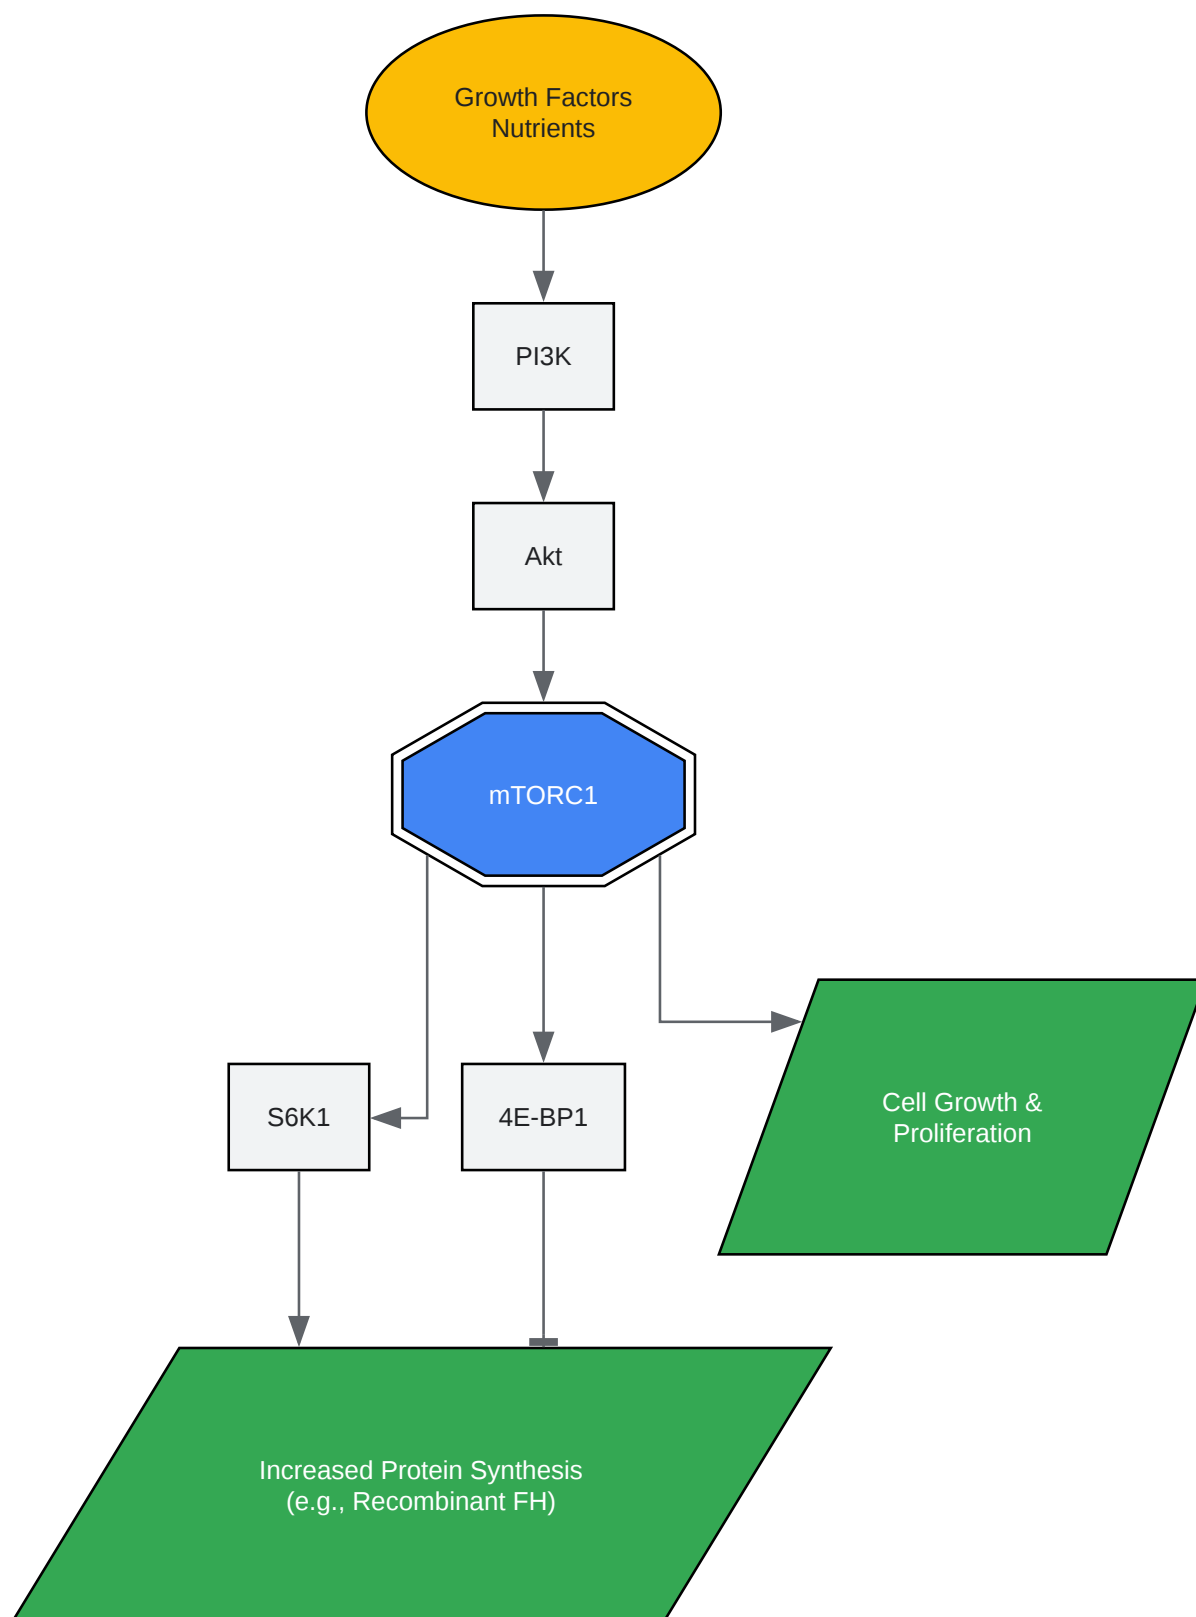 Growth Factors
Nutrients
PI3K
Akt
mTORC1
S6K1
4E-BP1
Cell Growth &
Proliferation
Increased Protein Synthesis
(e.g., Recombinant FH)